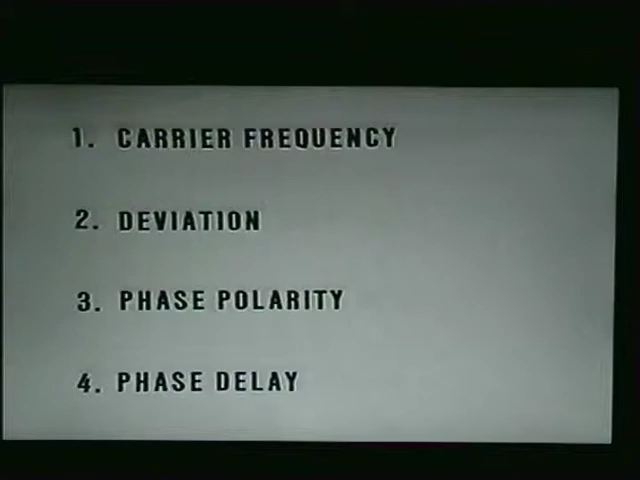 1. CARRIER FREQUENCY
2. DEVIATION
3. PHASE POLARITY
4. PHASE DELAY